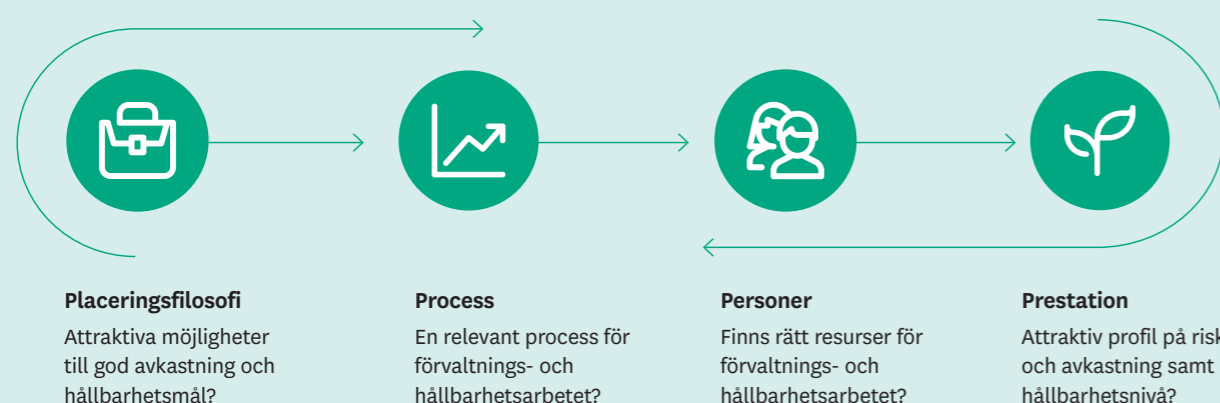 Placeringsfilosofi
Attraktiva möjligheter
till god avkastning och
hållbarhetsmål?
Process
En relevant process för
förvaltnings- och
hållbarhetsarbetet?
Personer
Finns rätt resurser för
förvaltnings- och
hållbarhetsarbetet?
Prestation
Attraktiv profil på risk
och avkastning samt
hållbarhetsnivå?